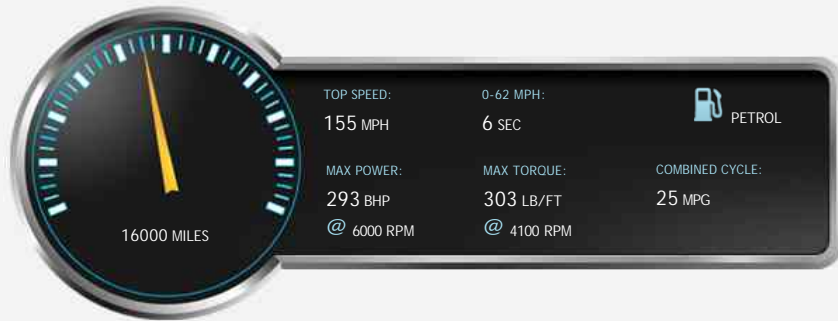 16000 MILES
TOP SPEED:
155 MPH
0-62 MPH:
6 SEC
PETROL
MAX POWER:
293 BHP
@ 6000 RPM
MAX TORQUE:
303 LB/FT
@ 4100 RPM
COMBINED CYCLE:
25 MPG